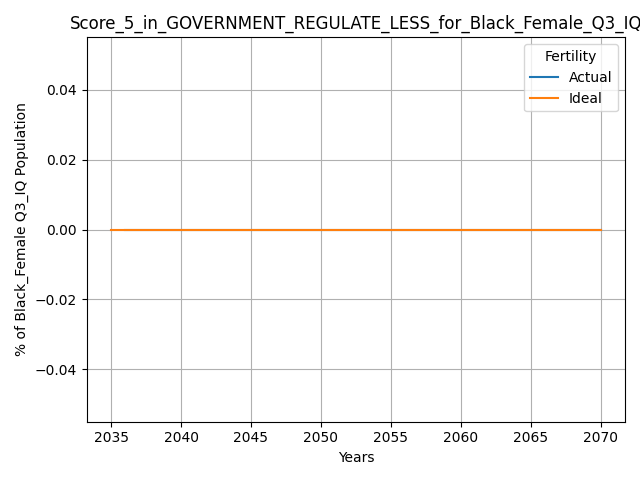 Score_5_in_GOVERNMENT_REGULATE_LESS_for_Black_Female_Q3_IQ
Fertility
Actual
Ideal
% of Black_Female Q3_IQ Population
0.04
0.02
0.00
−0.02
−0.04
2035 2040 2045 2050 2055 2060 2065 2070
Years